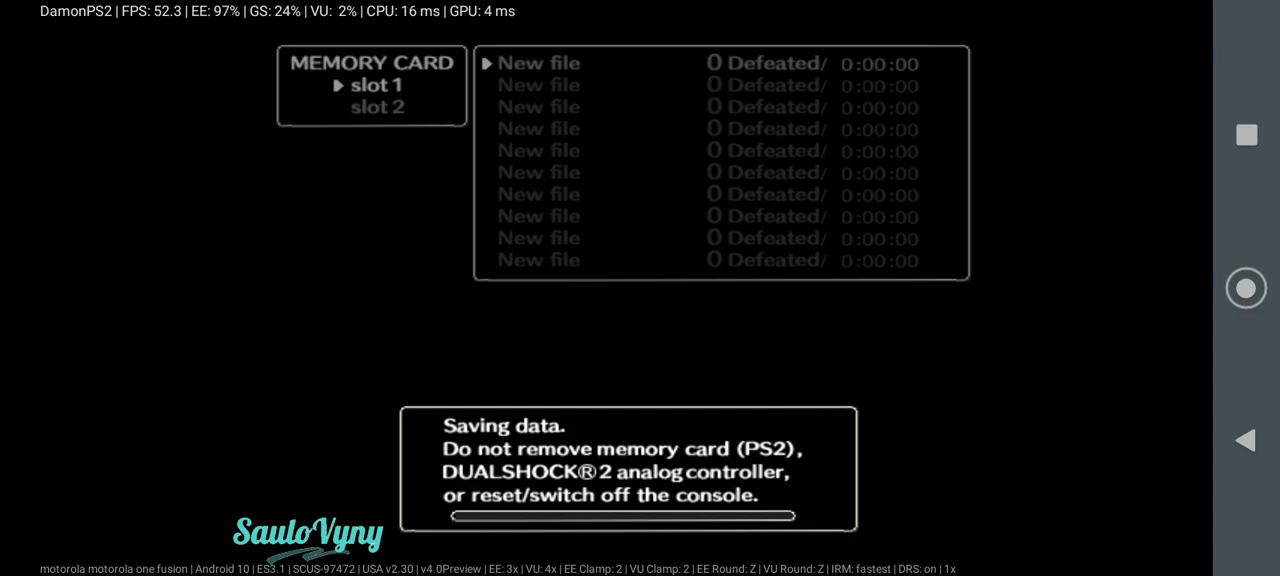 DamonPS2 | FPS: 52.3 | EE: 97% | GS: 24% | VU: 2% | CPU: 16 ms | GPU: 4 ms
MEMORY CARD
slot 1
slot 2
New file 0 Defeated/ 0:00:00
New file 0 Defeated/ 0:00:00
New file 0 Defeated/ 0:00:00
New file 0 Defeated/ 0:00:00
New file 0 Defeated/ 0:00:00
New file 0 Defeated/ 0:00:00
New file 0 Defeated/ 0:00:00
New file 0 Defeated/ 0:00:00
New file 0 Defeated/ 0:00:00
New file 0 Defeated/ 0:00:00
Saving data.
Do not remove memory card (PS2),
DUALSHOCK®2 analog controller,
or reset/switch off the console.
SauloVyny
motorola motorola one fusion | Android 10 | ES3.1 | SCUS-97472 | USA v2.30 | v4.0Preview | EE: 3x | VU: 4x | EE Clamp: 2 | VU Clamp: 2 | EE Round: Z | VU Round: Z | IRM: fastest | DRS: on | 1x